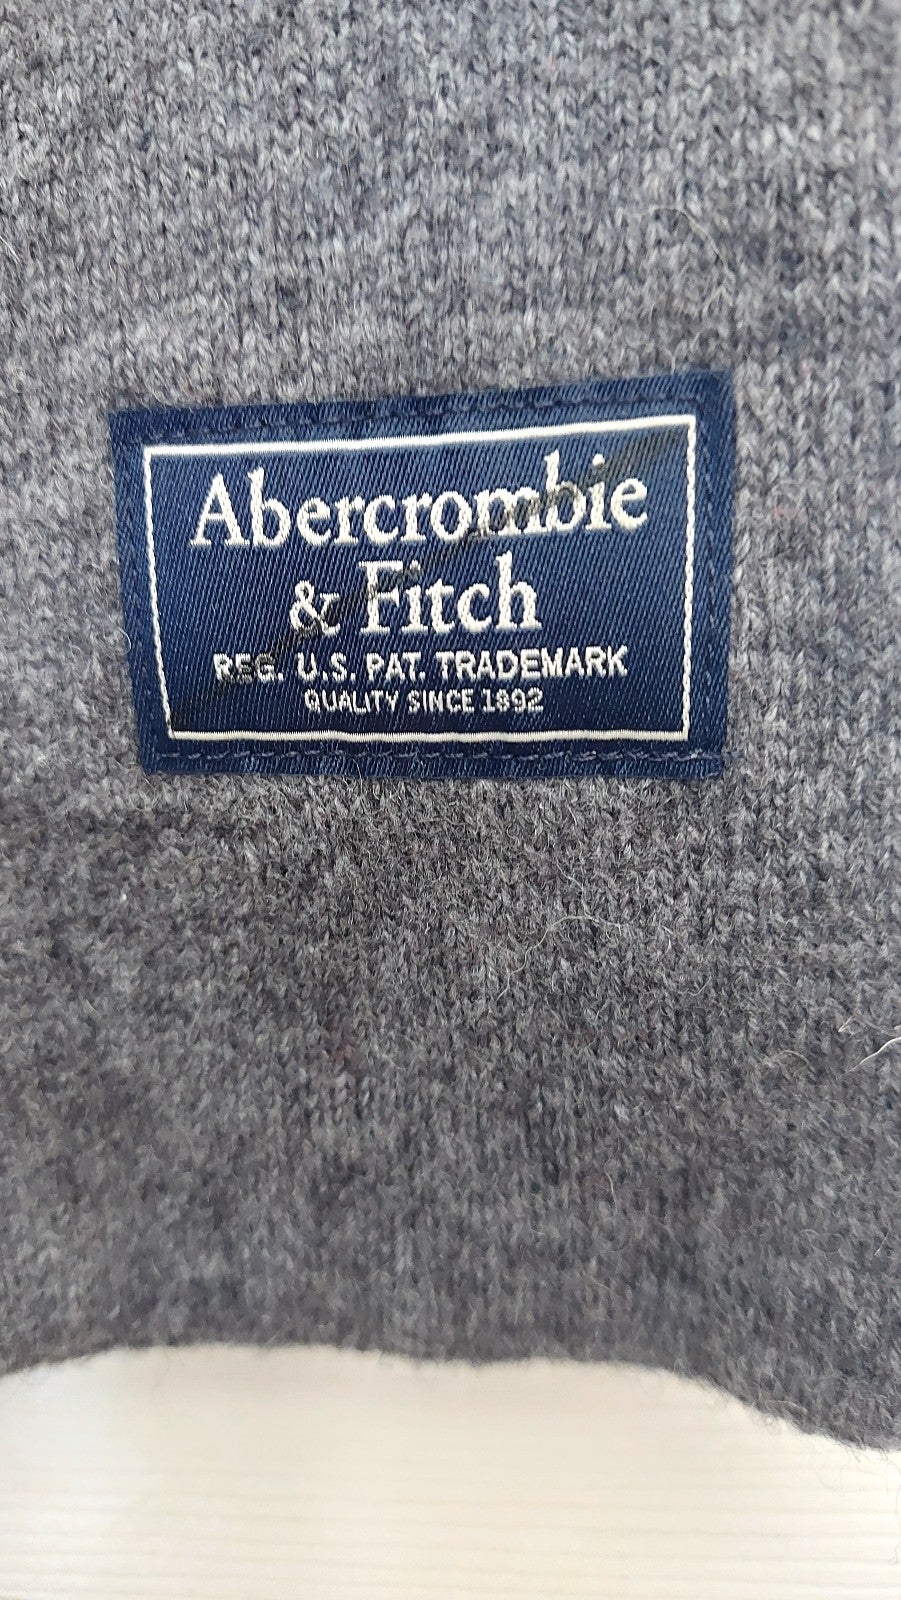 Abercrombie
& Fitch
REG. U.S. PAT. TRADEMARK
QUALITY SINCE 1892